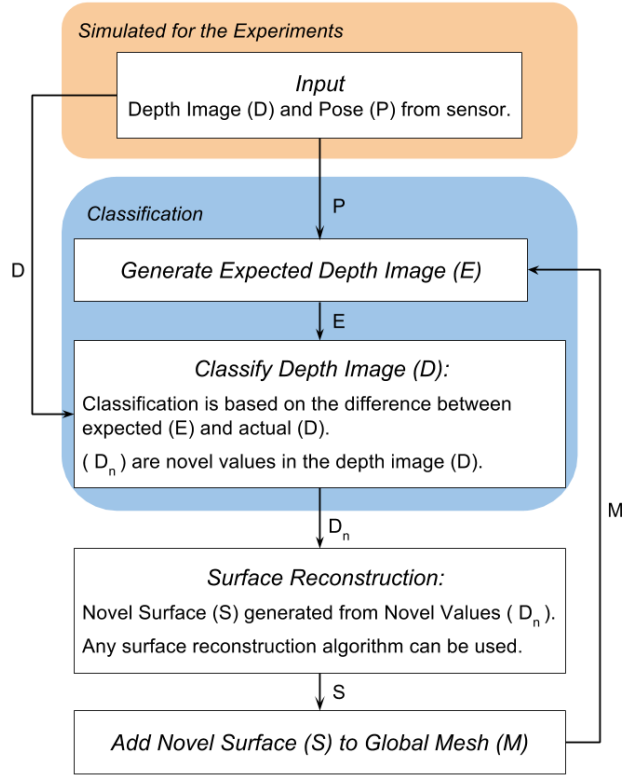 Simulated for the Experiments
Input
Depth Image (D) and Pose (P) from sensor.
P
Classification
D
Generate Expected Depth Image (E)
E
Classify Depth Image (D):
Classification is based on the difference between
expected (E) and actual (D).
( Dn ) are novel values in the depth image (D).
M
Dn
Surface Reconstruction:
Novel Surface (S) generated from Novel Values ( Dn ).
Any surface reconstruction algorithm can be used.
S
Add Novel Surface (S) to Global Mesh (M)